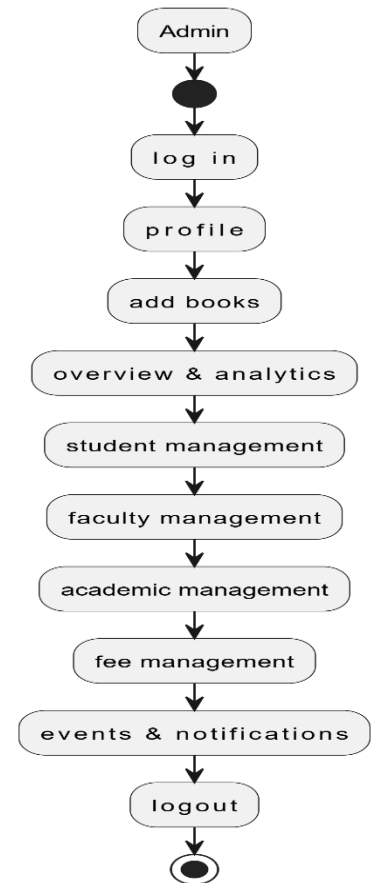 Admin
log in
profile
add books
overview & analytics
student management
faculty management
academic management
fee management
events & notifications
logout